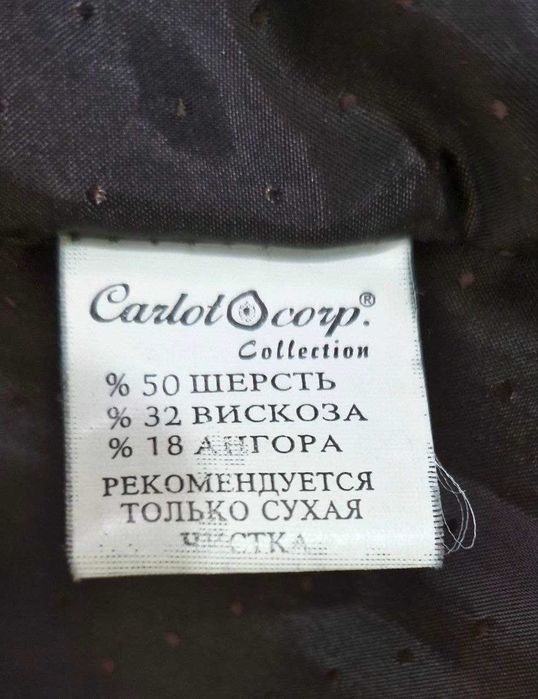 Carlot corp.®
Collection
% 50 ШЕРСТЬ
% 32 ВИСКОЗА
% 18 АНГОРА
РЕКОМЕНДУЕТСЯ
ТОЛЬКО СУХАЯ
ЧИСТКА